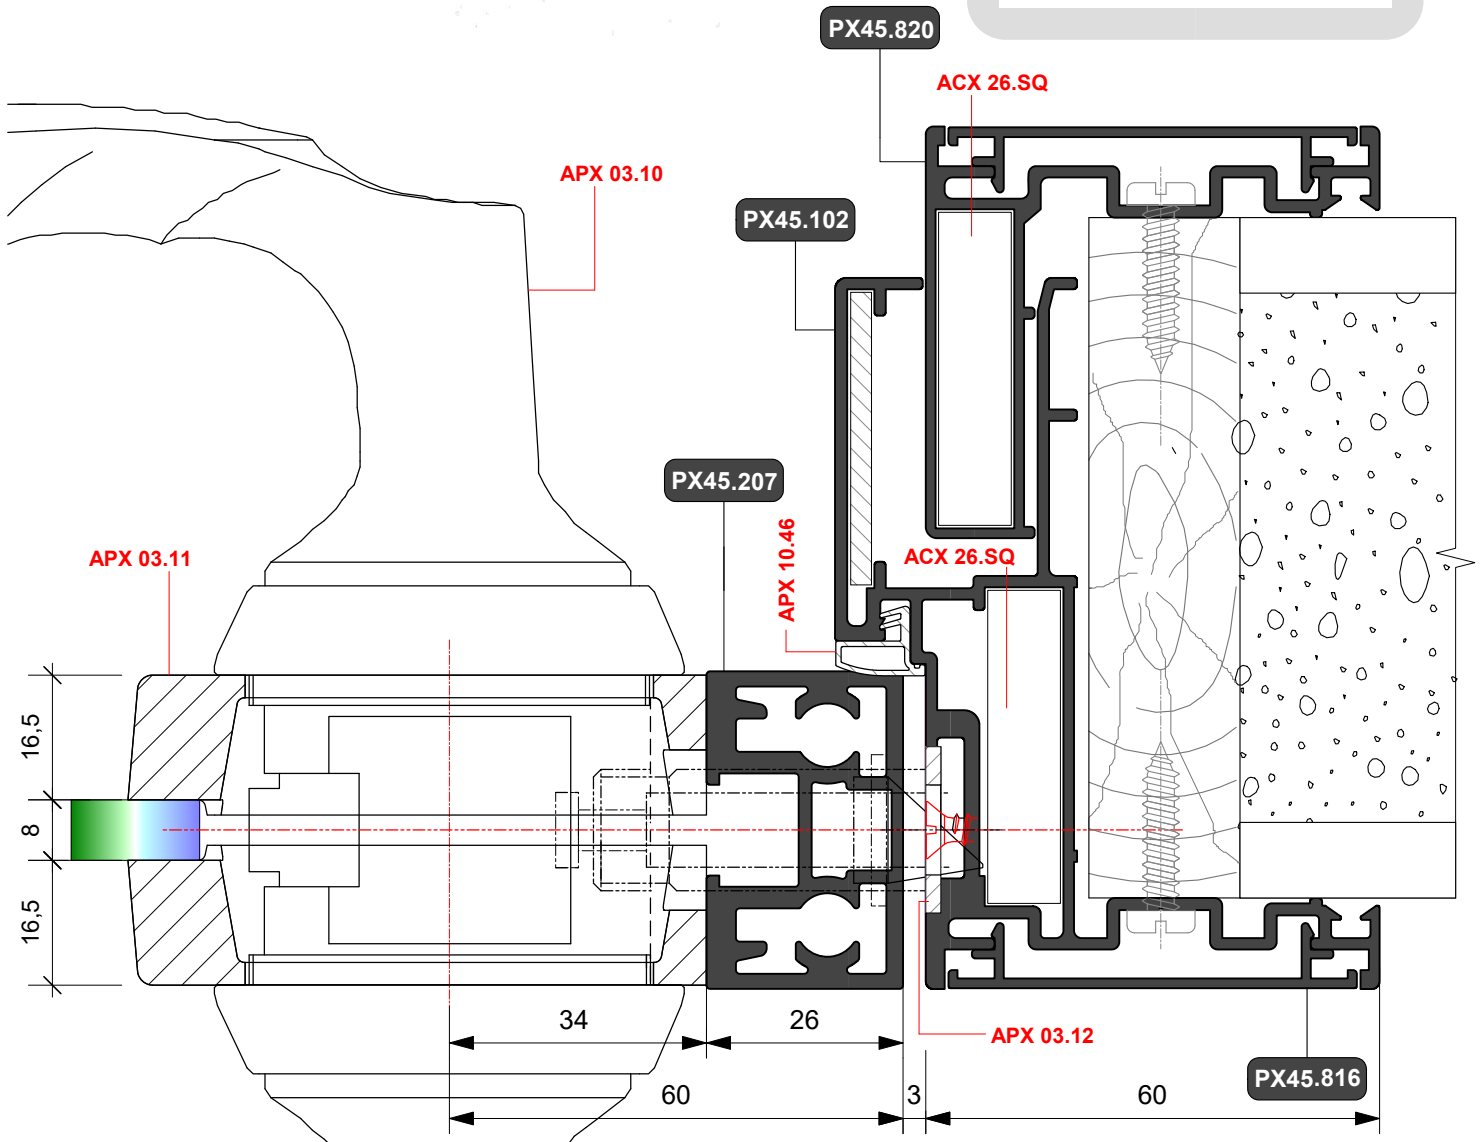 PX45.820
ACX 26.SQ
APX 03.10
PX45.102
PX45.207
APX 10.46
ACX 26.SQ
APX 03.11
16,5
8
16,5
34
26
APX 03.12
PX45.816
60
3
60